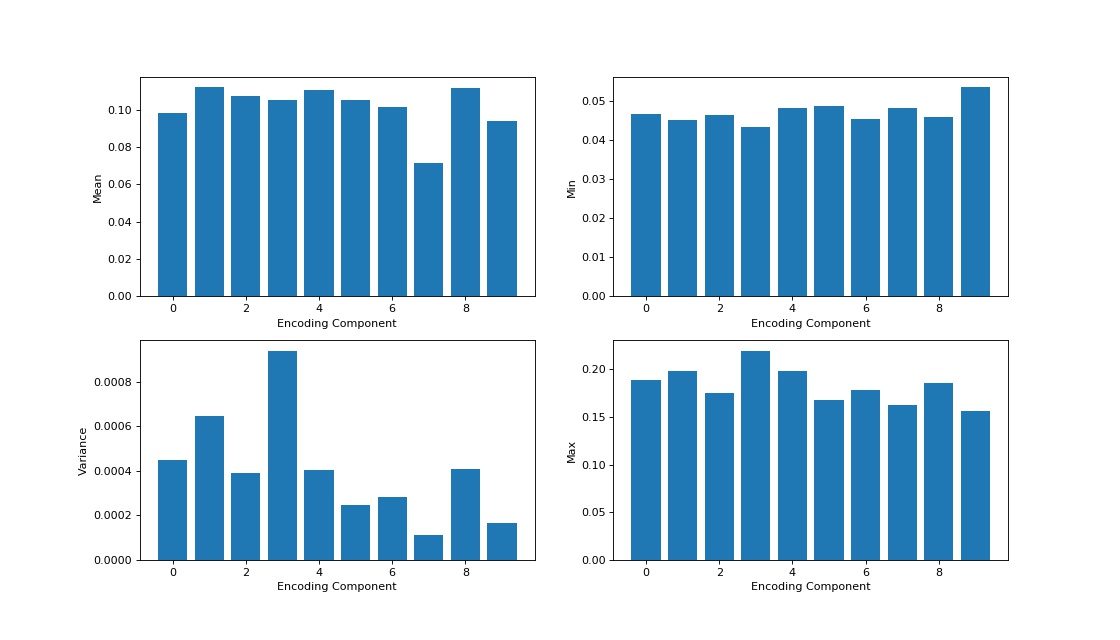 0.10
0.08
0.06
0.04
0.02
0.00
Mean
0 2 4 6 8
Encoding Component
0.05
0.04
0.03
0.02
0.01
0.00
Min
0 2 4 6 8
Encoding Component
0.0008
0.0006
0.0004
0.0002
0.0000
Variance
0 2 4 6 8
Encoding Component
0.20
0.15
0.10
0.05
0.00
Max
0 2 4 6 8
Encoding Component